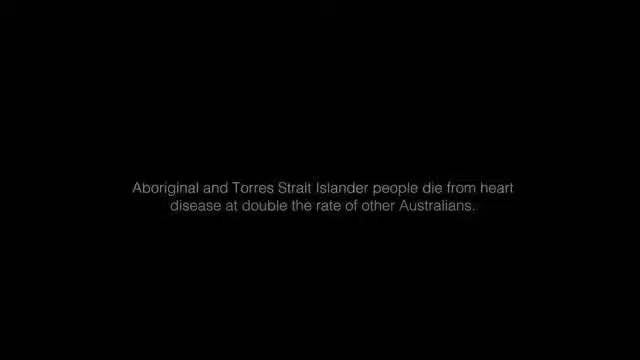 Aboriginal and Torres Strait Islander people die from heart
disease at double the rate of other Australians.